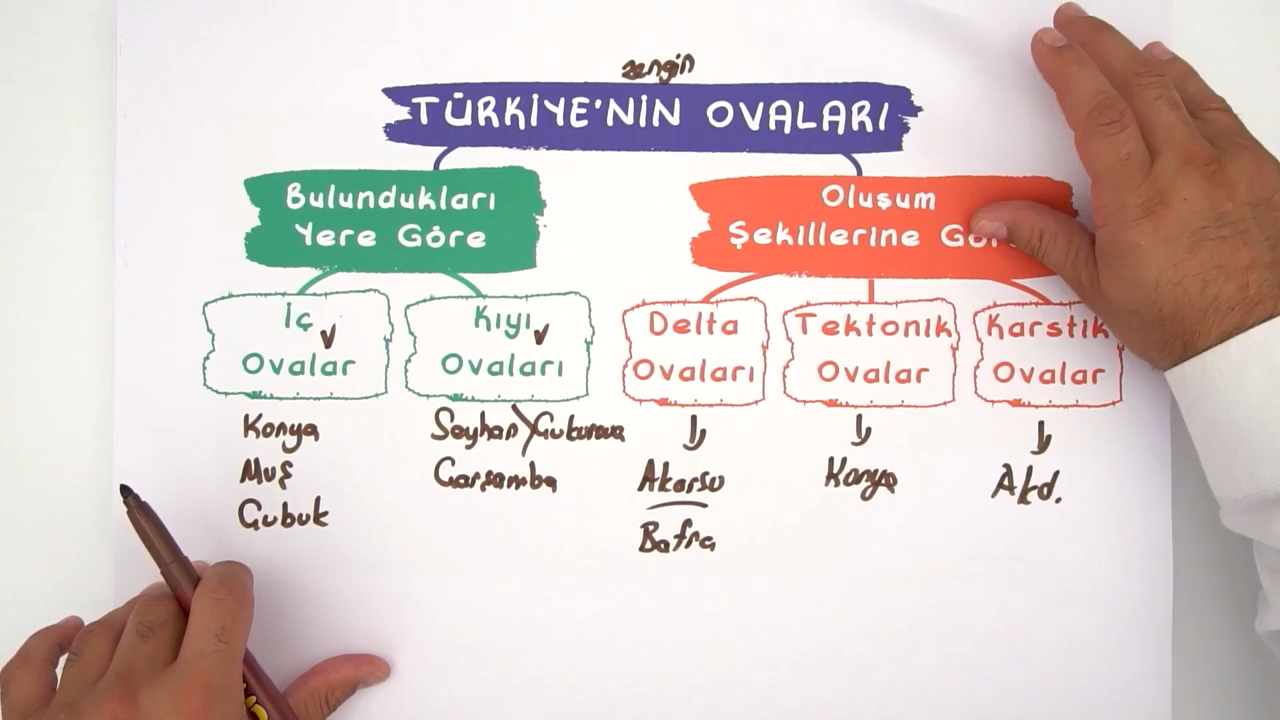 zengin
TÜRKİYE'NİN OVALARI
Bulundukları
Yere Göre
Oluşum
Şekillerine Gör
İç
Ovalar
Kıyı
Ovaları
Delta
Ovaları
Tektonik
Ovalar
Karstik
Ovalar
Konya
Muş
Çubuk
Seyhan Çukurova
Çarşamba
Akarsu
Bafra
Konya
Akd.